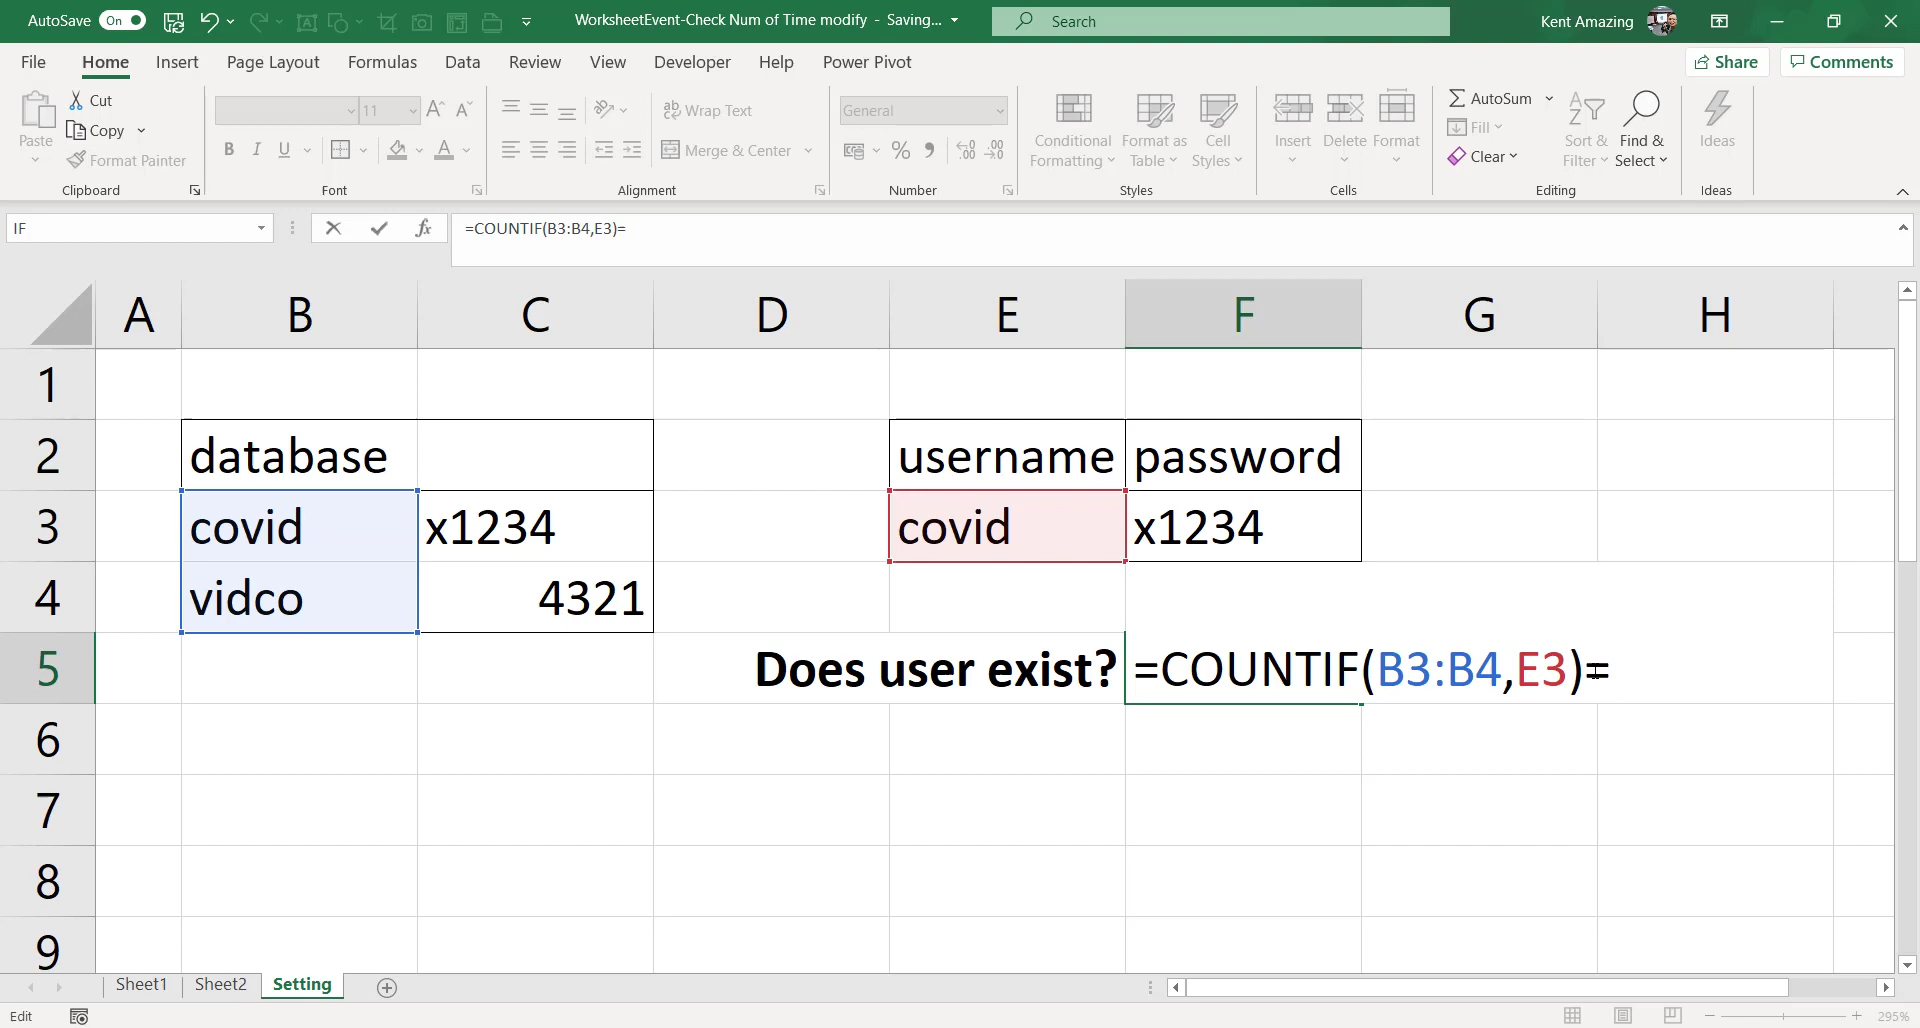 AutoSave On WorksheetEvent-Check Num of Time modify - Saving... Search Kent Amazing
File Home Insert Page Layout Formulas Data Review View Developer Help Power Pivot Share Comments
Paste
Cut
Copy
Format Painter
Clipboard
11
B I U
Font
Wrap Text
Merge & Center
Alignment
General
%
Number
Conditional Formatting
Format as Table
Cell Styles
Styles
Insert
Delete
Format
Cells
AutoSum
Fill
Clear
Sort & Filter
Find & Select
Editing
Ideas
Ideas
IF fx =COUNTIF(B3:B4,E3)=
A B C D E F G H
1
2 database username password
3 covid x1234 covid x1234
4 vidco 4321
5 Does user exist? =COUNTIF(B3:B4,E3)=
6
7
8
9
Sheet1 Sheet2 Setting
Edit 295%